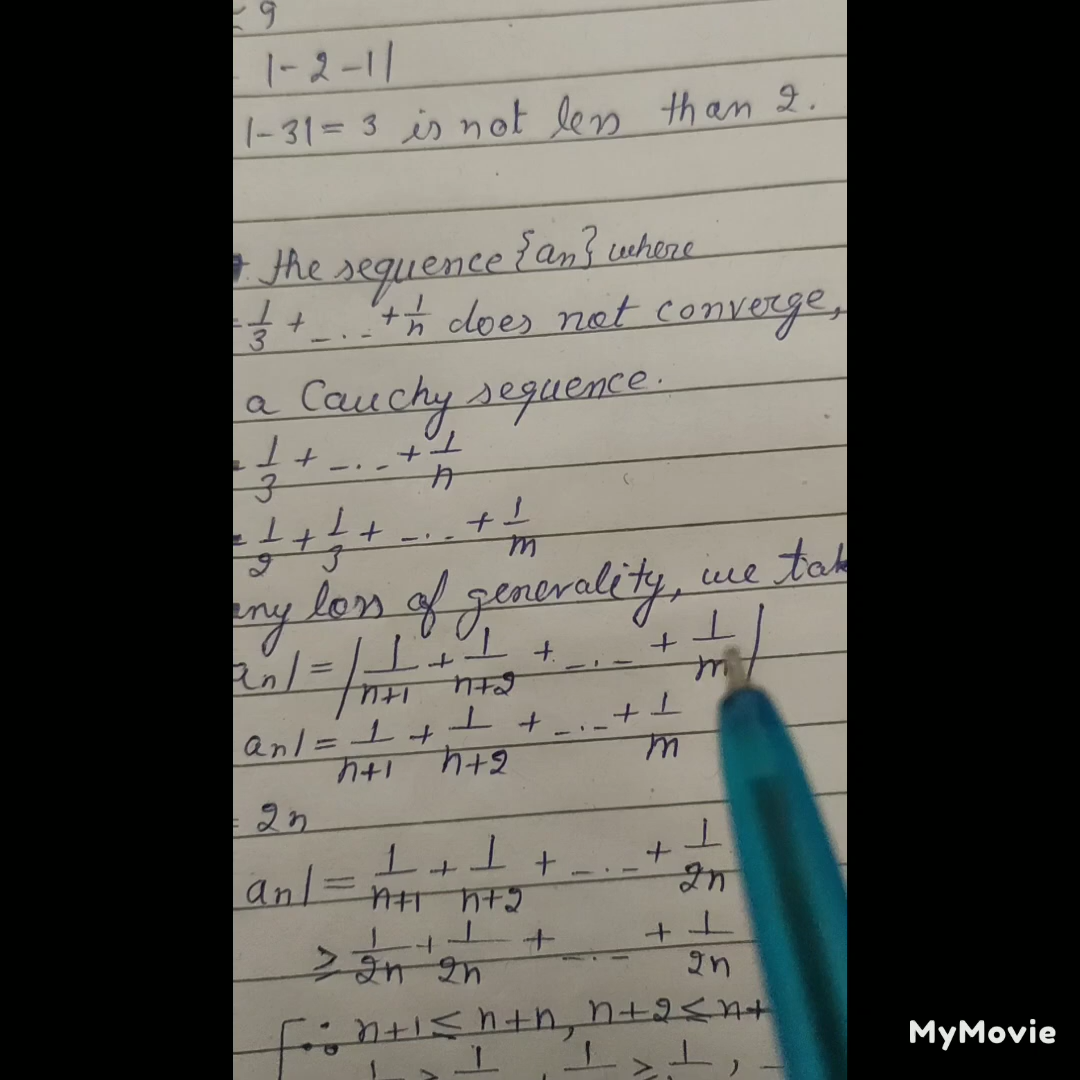 = 9
|-2-1|
|-3|= 3 is not less than 2.
the sequence {an} where
1/3 + _ . . - + 1/n does not converge,
a Cauchy sequence.
1/3 + - . . - + 1/n
1/2 + 1/3 + - . . - + 1/m
any loss of generality, we tak
an| = |1/n+1 + 1/n+2 + - . - + 1/m|
an| = 1/n+1 + 1/n+2 + - . - + 1/m
= 2n
an| = 1/n+1 + 1/n+2 + - . . - + 1/2n
≥ 1/2n + 1/2n + - . . - + 1/2n
[∵ n+1 ≤ n+n, n+2 ≤ n+
MyMovie